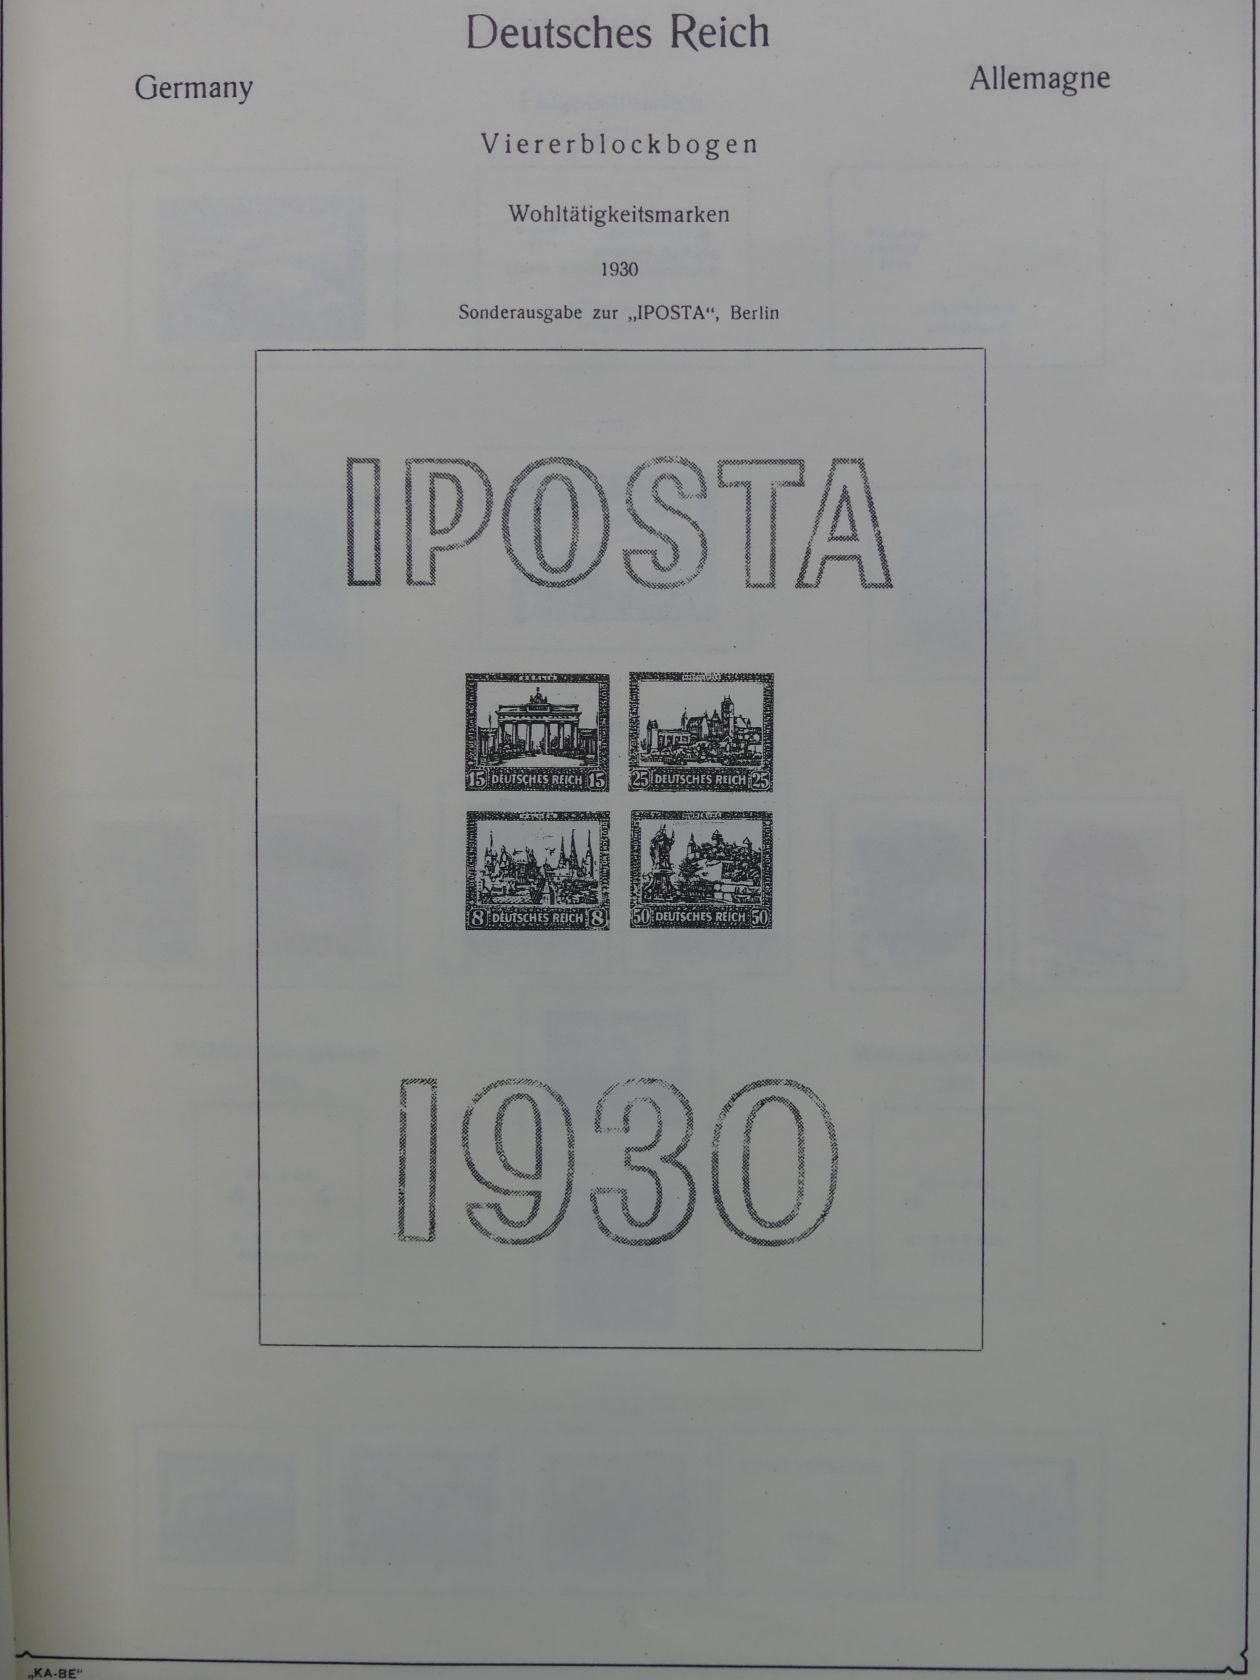 Deutsches Reich
Germany
Allemagne
Viererblockbogen
Wohltätigkeitsmarken
1930
Sonderausgabe zur „IPOSTA“, Berlin
IPOSTA
15 DEUTSCHES REICH 15
25 DEUTSCHES REICH 25
8 DEUTSCHES REICH 8
50 DEUTSCHES REICH 50
1930
„KA-BE“